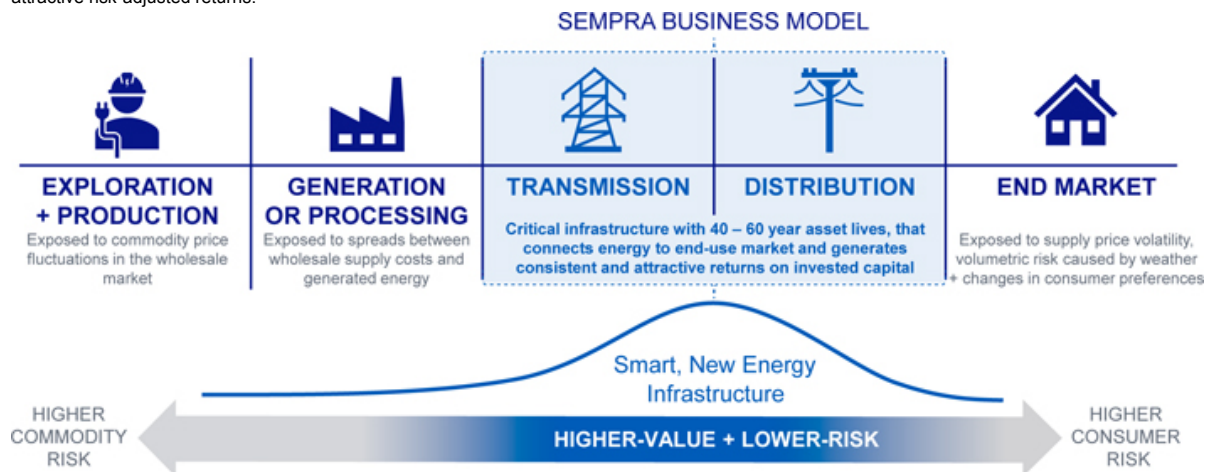 attractive risk-adjusted returns.
SEMPRA BUSINESS MODEL
EXPLORATION
+ PRODUCTION
Exposed to commodity price
fluctuations in the wholesale
market
GENERATION
OR PROCESSING
Exposed to spreads between
wholesale supply costs and
generated energy
TRANSMISSION
DISTRIBUTION
Critical infrastructure with 40 – 60 year asset lives, that
connects energy to end-use market and generates
consistent and attractive returns on invested capital
END MARKET
Exposed to supply price volatility,
volumetric risk caused by weather
+ changes in consumer preferences
Smart, New Energy
Infrastructure
HIGHER
COMMODITY
RISK
HIGHER-VALUE + LOWER-RISK
HIGHER
CONSUMER
RISK